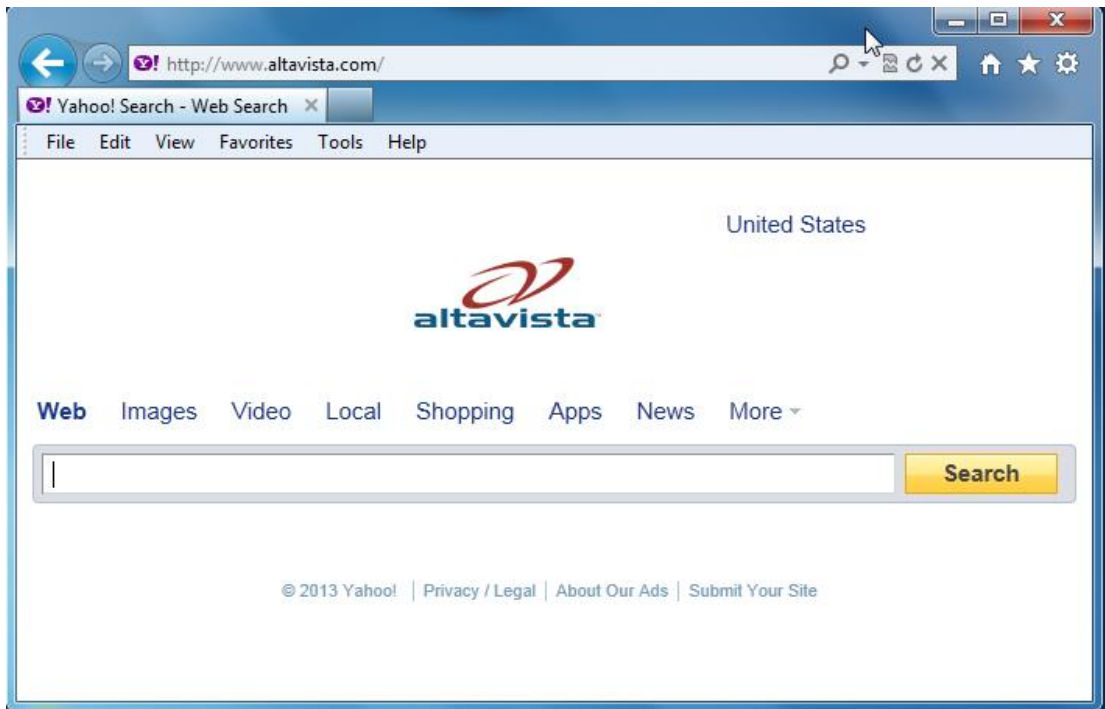 http://www.altavista.com/
Yahoo! Search - Web Search
File Edit View Favorites Tools Help
United States
altavista
Web Images Video Local Shopping Apps News More
Search
© 2013 Yahoo! | Privacy / Legal | About Our Ads | Submit Your Site